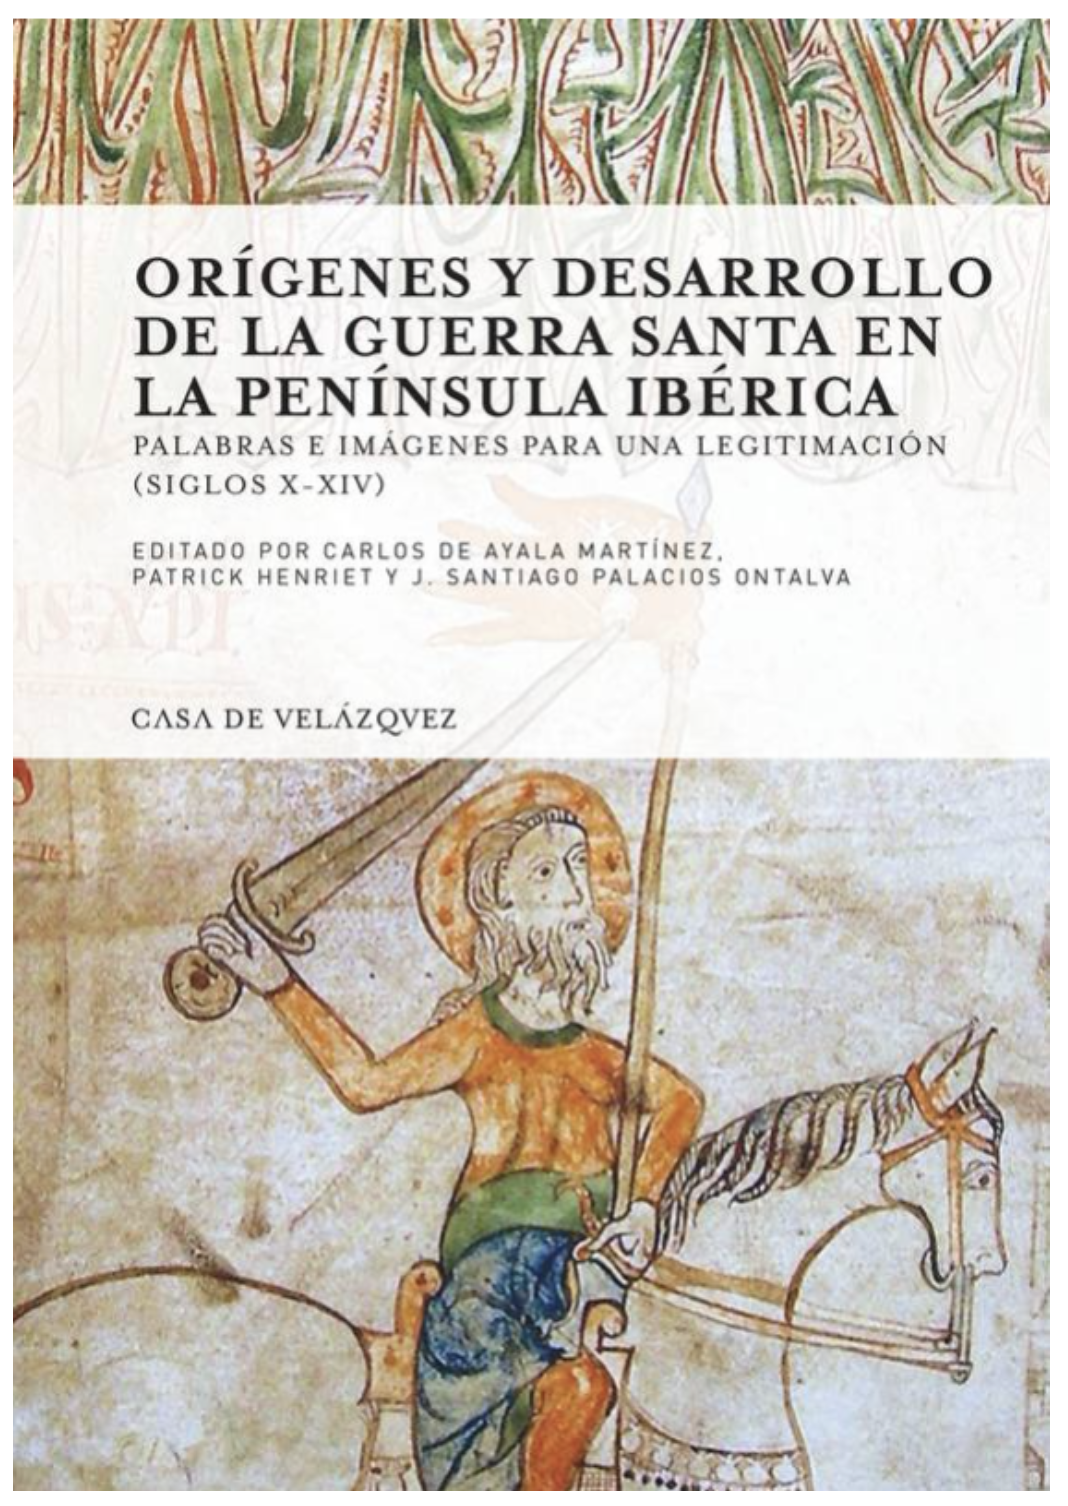 ORÍGENES Y DESARROLLO
DE LA GUERRA SANTA EN
LA PENÍNSULA IBÉRICA
PALABRAS E IMÁGENES PARA UNA LEGITIMACIÓN
(SIGLOS X-XIV)
EDITADO POR CARLOS DE AYALA MARTÍNEZ,
PATRICK HENRIET Y J. SANTIAGO PALACIOS ONTALVA
CASA DE VELÁZQVEZ